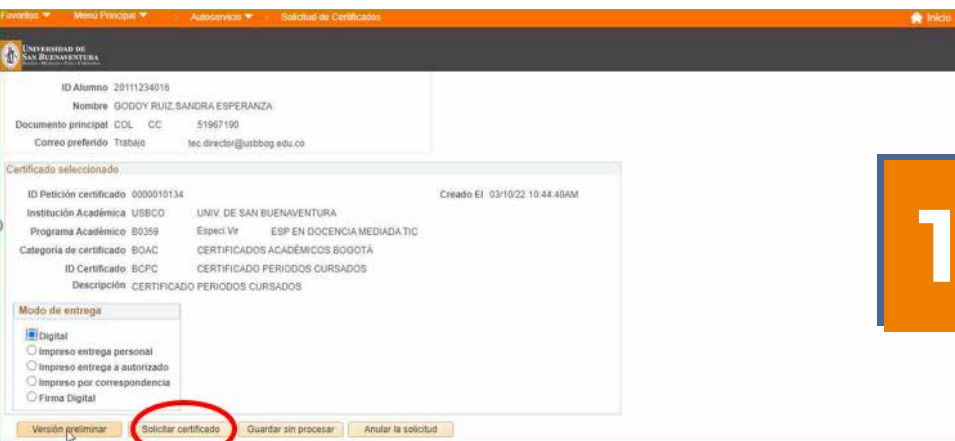 Favoritos Menú Principal Autoservicio Solicitud de Certificados Inicio
UNIVERSIDAD DE
SAN BUENAVENTURA
ID Alumno 20111234016
Nombre GODOY RUIZ,SANDRA ESPERANZA
Documento principal COL CC 51967190
Correo preferido Trabajo tec.director@usbbog.edu.co
Certificado seleccionado
ID Petición certificado 0000010134 Creado El 03/10/22 10:44:40AM
Institución Académica USBCO UNIV. DE SAN BUENAVENTURA
Programa Académico B0359 Especi.Vir ESP EN DOCENCIA MEDIADA TIC
Categoría de certificado BOAC CERTIFICADOS ACADÉMICOS BOGOTÁ
ID Certificado BCPC CERTIFICADO PERIODOS CURSADOS
Descripción CERTIFICADO PERIODOS CURSADOS
Modo de entrega
Digital
Impreso entrega personal
Impreso entrega a autorizado
Impreso por correspondencia
Firma Digital
Versión preliminar Solicitar certificado Guardar sin procesar Anular la solicitud
1